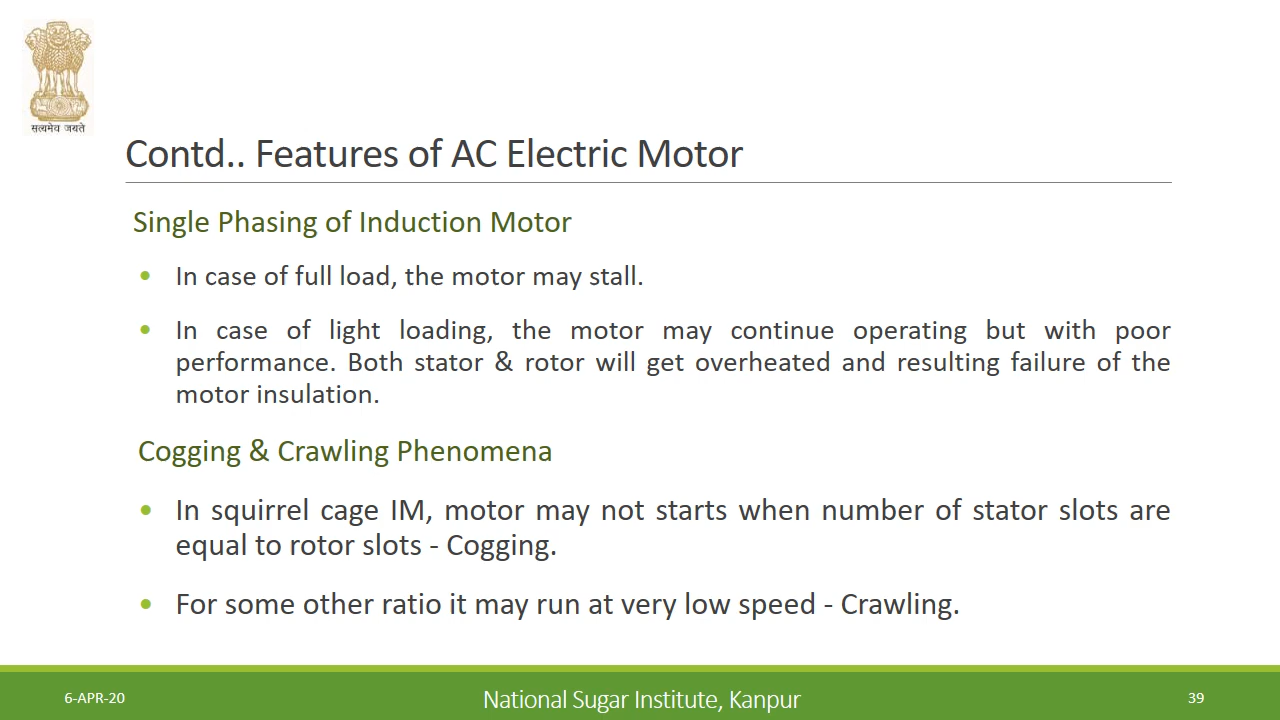 सत्यमेव जयते
Contd.. Features of AC Electric Motor
Single Phasing of Induction Motor
• In case of full load, the motor may stall.
• In case of light loading, the motor may continue operating but with poor
performance. Both stator & rotor will get overheated and resulting failure of the
motor insulation.
Cogging & Crawling Phenomena
• In squirrel cage IM, motor may not starts when number of stator slots are
equal to rotor slots - Cogging.
• For some other ratio it may run at very low speed - Crawling.
6-APR-20
National Sugar Institute, Kanpur
39